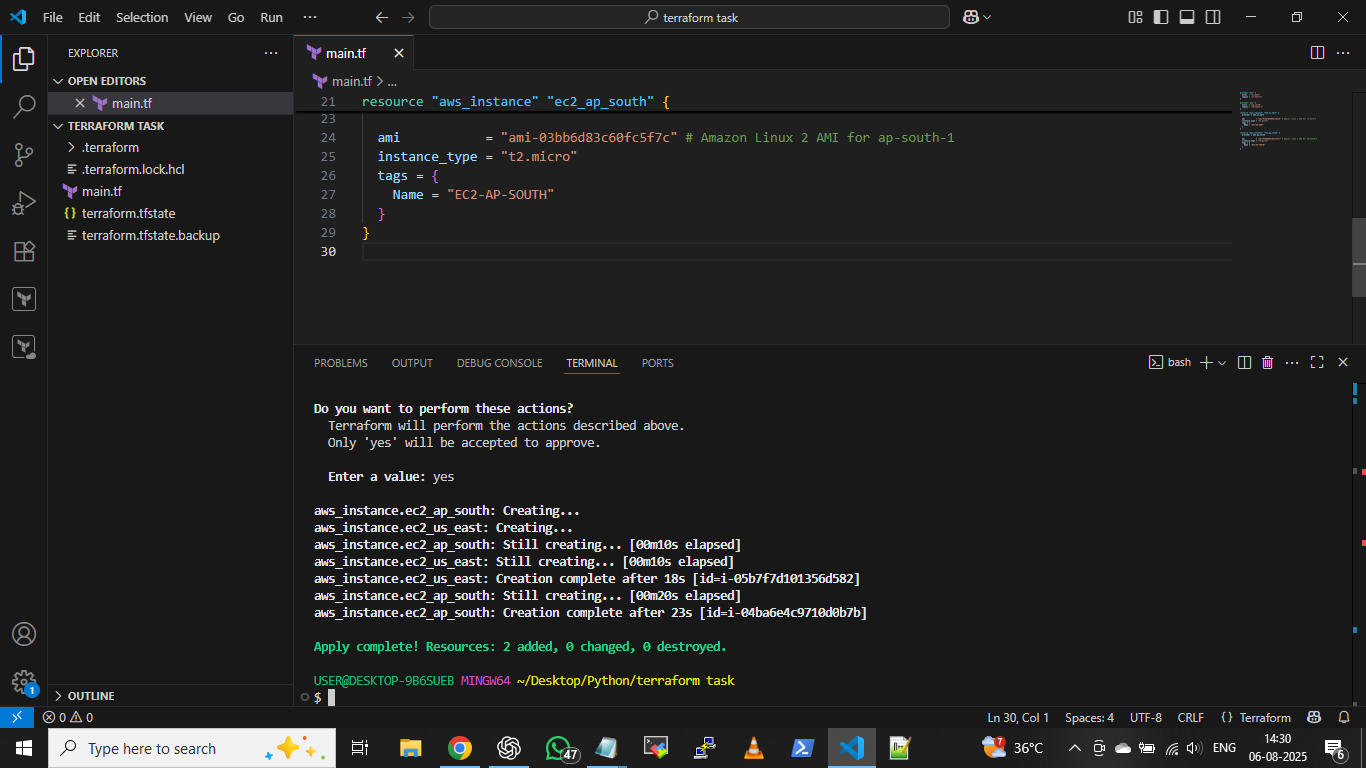 File Edit Selection View Go Run ··· terraform task
EXPLORER ···
OPEN EDITORS
main.tf
TERRAFORM TASK
.terraform
.terraform.lock.hcl
main.tf
{} terraform.tfstate
terraform.tfstate.backup
OUTLINE
main.tf
main.tf > ...
21 resource "aws_instance" "ec2_ap_south" {
23
24 ami = "ami-03bb6d83c60fc5f7c" # Amazon Linux 2 AMI for ap-south-1
25 instance_type = "t2.micro"
26 tags = {
27 Name = "EC2-AP-SOUTH"
28 }
29 }
30
PROBLEMS OUTPUT DEBUG CONSOLE TERMINAL PORTS bash
Do you want to perform these actions?
Terraform will perform the actions described above.
Only 'yes' will be accepted to approve.
Enter a value: yes
aws_instance.ec2_ap_south: Creating...
aws_instance.ec2_us_east: Creating...
aws_instance.ec2_ap_south: Still creating... [00m10s elapsed]
aws_instance.ec2_us_east: Still creating... [00m10s elapsed]
aws_instance.ec2_us_east: Creation complete after 18s [id=i-05b7f7d101356d582]
aws_instance.ec2_ap_south: Still creating... [00m20s elapsed]
aws_instance.ec2_ap_south: Creation complete after 23s [id=i-04ba6e4c9710d0b7b]
Apply complete! Resources: 2 added, 0 changed, 0 destroyed.
USER@DESKTOP-9B6SUEB MINGW64 ~/Desktop/Python/terraform task
$
1
0 0 Ln 30, Col 1 Spaces: 4 UTF-8 CRLF {} Terraform
Type here to search 47 7 36°C ENG 14:30
06-08-2025 6